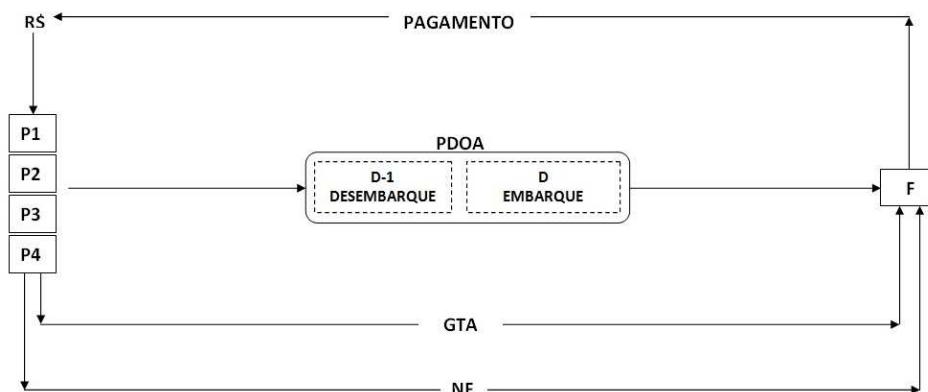 R$
PAGAMENTO
P1
P2
P3
P4
PDOA
D-1
DESEMBARQUE
D
EMBARQUE
F
GTA
NF